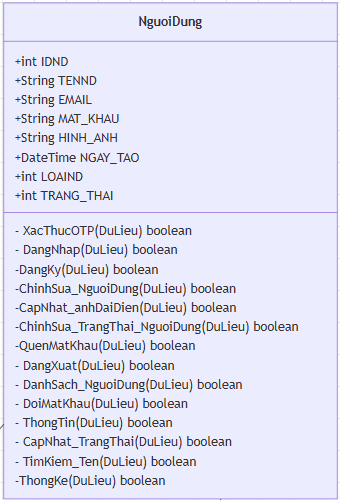 NguoiDung
+int IDND
+String TENND
+String EMAIL
+String MAT_KHAU
+String HINH_ANH
+DateTime NGAY_TAO
+int LOAIND
+int TRANG_THAI
- XacThucOTP(DuLieu) boolean
- DangNhap(DuLieu) boolean
-DangKy(DuLieu) boolean
-ChinhSua_NguoiDung(DuLieu) boolean
-CapNhat_anhDaiDien(DuLieu) boolean
-ChinhSua_TrangThai_NguoiDung(DuLieu) boolean
-QuenMatKhau(DuLieu) boolean
- DangXuat(DuLieu) boolean
- DanhSach_NguoiDung(DuLieu) boolean
- DoiMatKhau(DuLieu) boolean
- ThongTin(DuLieu) boolean
- CapNhat_TrangThai(DuLieu) boolean
- TimKiem_Ten(DuLieu) boolean
-ThongKe(DuLieu) boolean